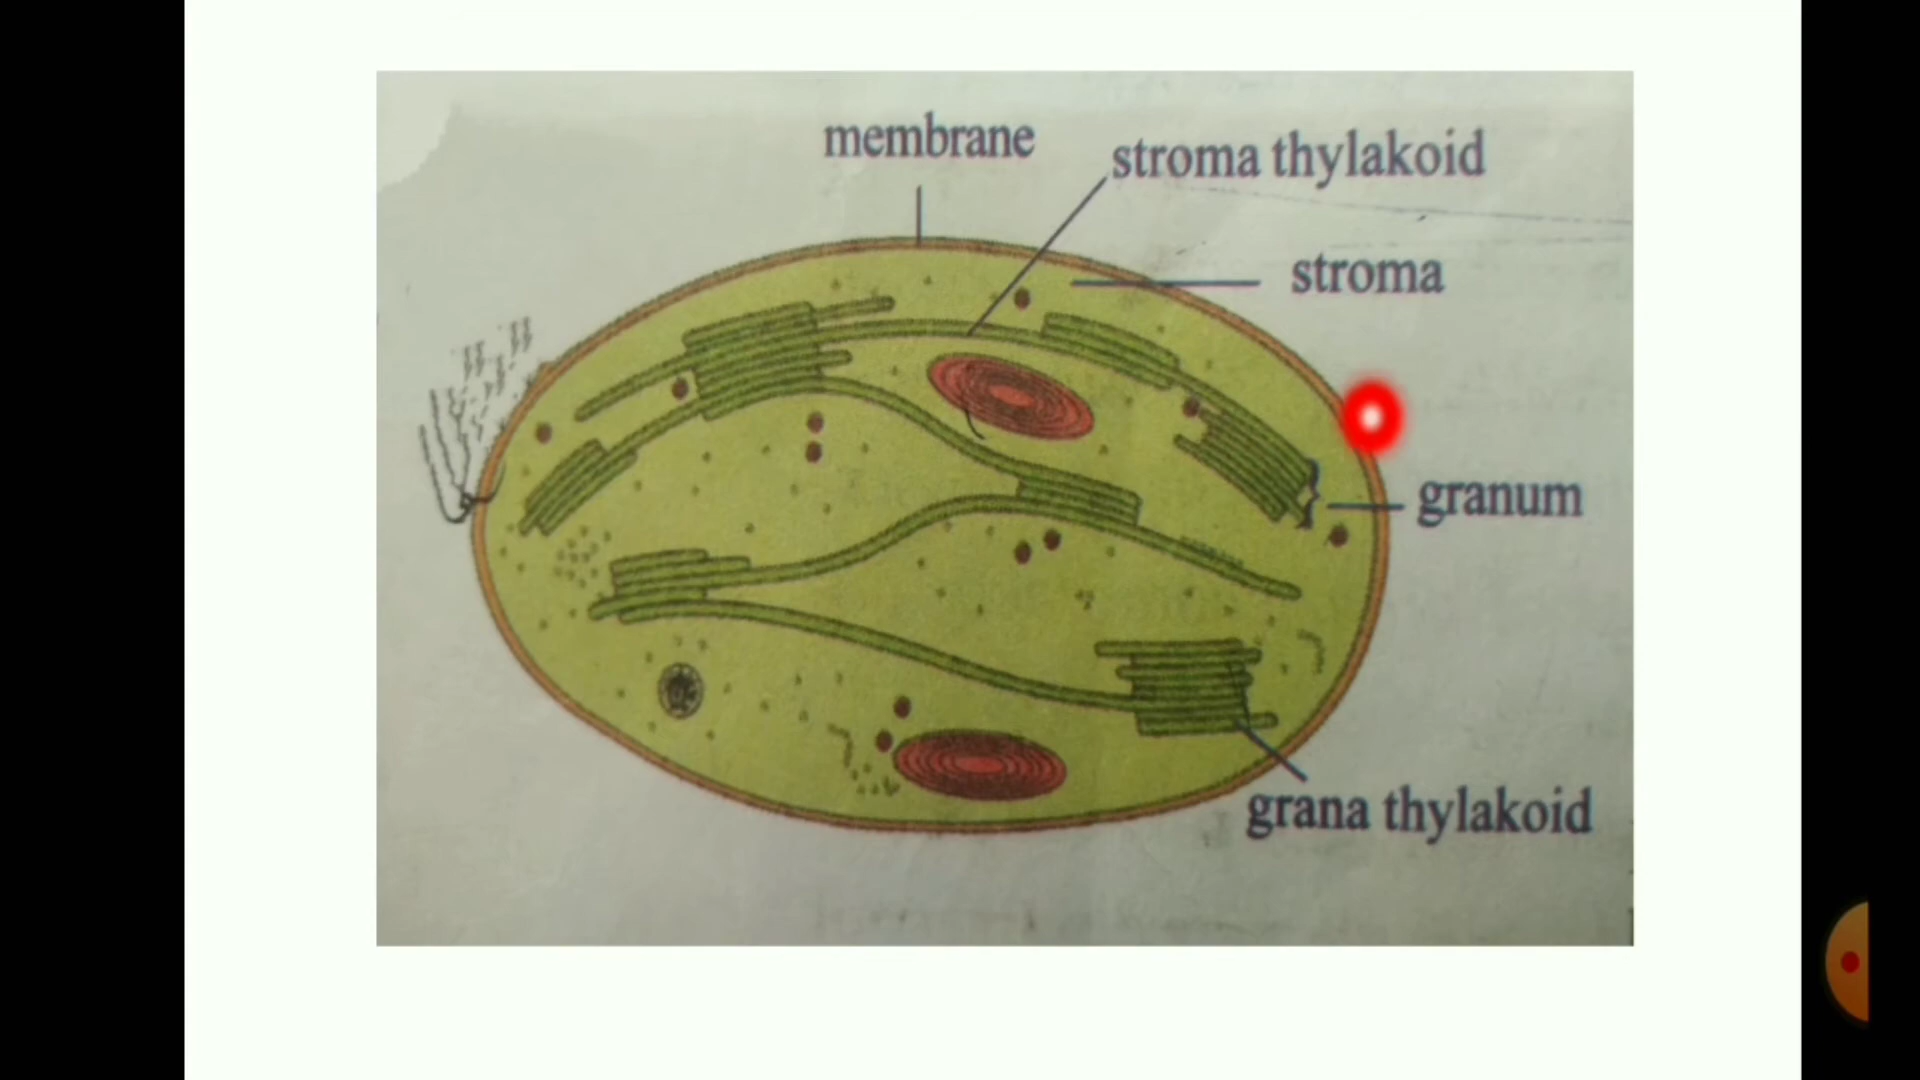 membrane
stroma thylakoid
stroma
granum
grana thylakoid